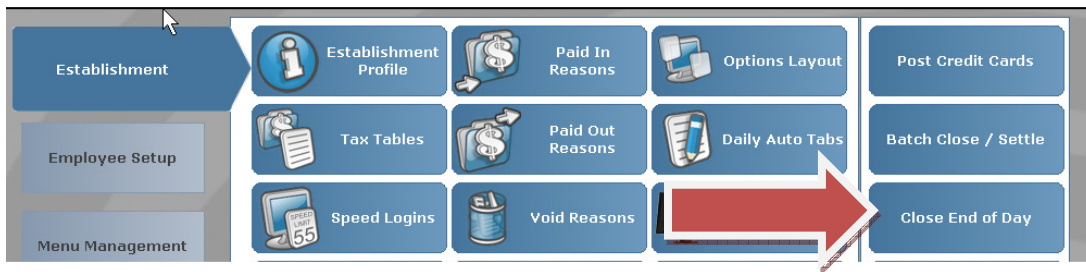 Establishment
Establishment
Profile
Paid In
Reasons
Options Layout
Post Credit Cards
Employee Setup
Tax Tables
Paid Out
Reasons
Daily Auto Tabs
Batch Close / Settle
Menu Management
SPEED
LIMIT
55
Speed Logins
Void Reasons
Close End of Day